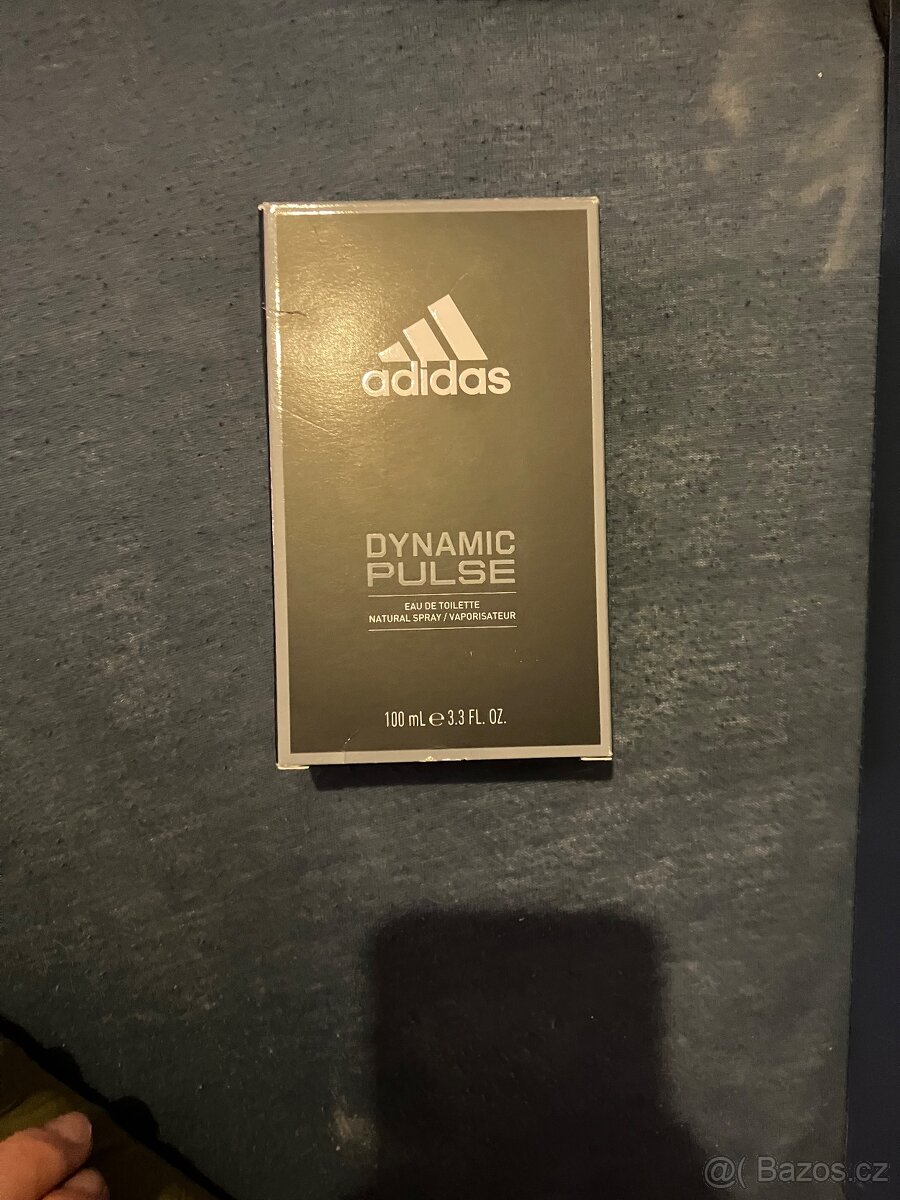 adidas
DYNAMIC
PULSE
EAU DE TOILETTE
NATURAL SPRAY / VAPORISATEUR
100 mL ℮ 3.3 FL. OZ.
@( Bazos.cz